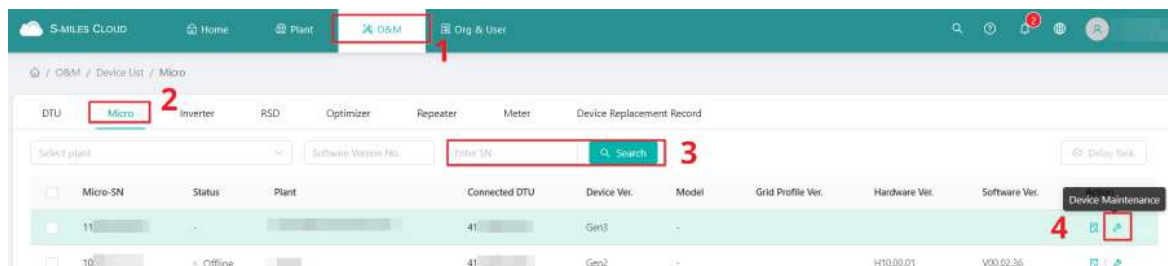 S-MILES CLOUD Home Plant O&M Org & User 2
1
/ O&M / Device List / Micro
2
DTU Micro Inverter RSD Optimizer Repeater Meter Device Replacement Record
Select plant Software Version No. Enter SN Search 3 Delay Task
Micro-SN Status Plant Connected DTU Device Ver. Model Grid Profile Ver. Hardware Ver. Software Ver. Action
Device Maintenance
11 - 41 Gen3 - 4
10 Offline 41 Gen2 - H10.00.01 V00.02.36